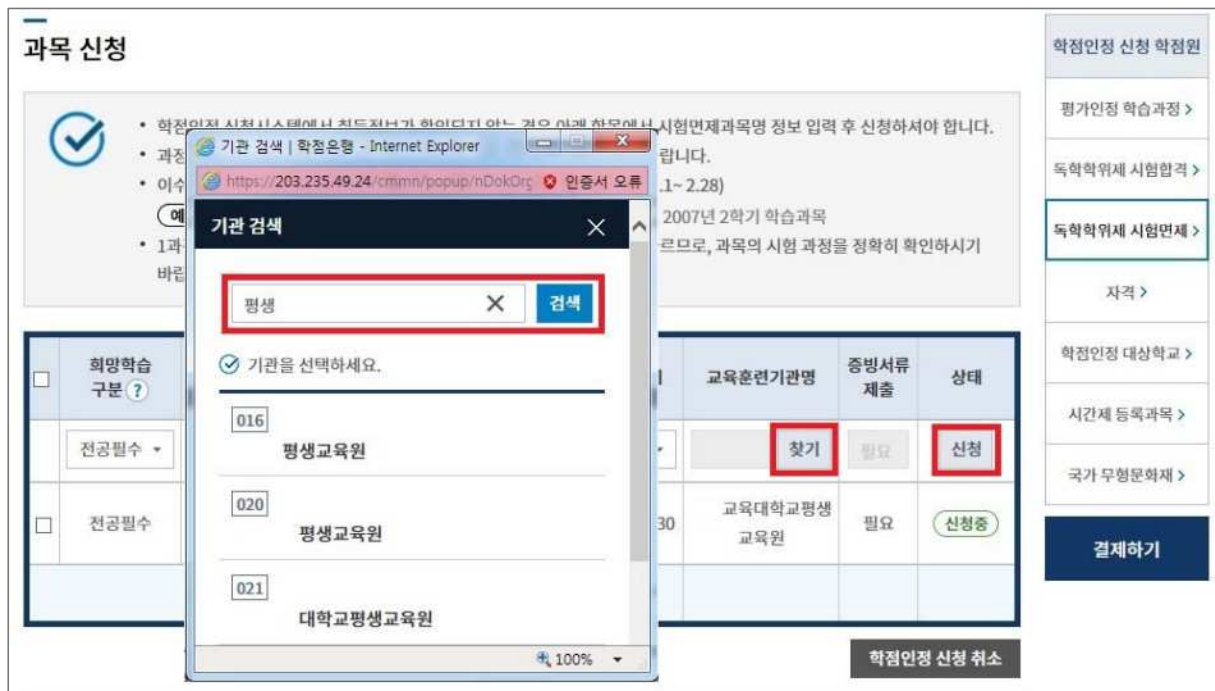 과목 신청
• 학점인정 신청시스템에서 취득정보가 확인되지 않는 경우 아래 항목에서 시험면제과목명 정보 입력 후 신청하셔야 합니다.
• 과정 랍니다.
• 이수 .1~ 2.28)
예 2007년 2학기 학습과목
• 1과 르므로, 과목의 시험 과정을 정확히 확인하시기
바랍
기관 검색 | 학점은행 - Internet Explorer
https://203.235.49.24/cmmn/popup/nDokOrg 인증서 오류
기관 검색
평생 검색
기관을 선택하세요.
016
평생교육원
020
평생교육원
021
대학교평생교육원
100%
희망학습
구분 ?
교육훈련기관명
증빙서류
제출
상태
전공필수 찾기 필요 신청
전공필수 30 교육대학교평생
교육원
필요 신청중
학점인정 신청 취소
학점인정 신청 학점원
평가인정 학습과정 >
독학학위제 시험합격 >
독학학위제 시험면제 >
자격 >
학점인정 대상학교 >
시간제 등록과목 >
국가 무형문화재 >
결제하기